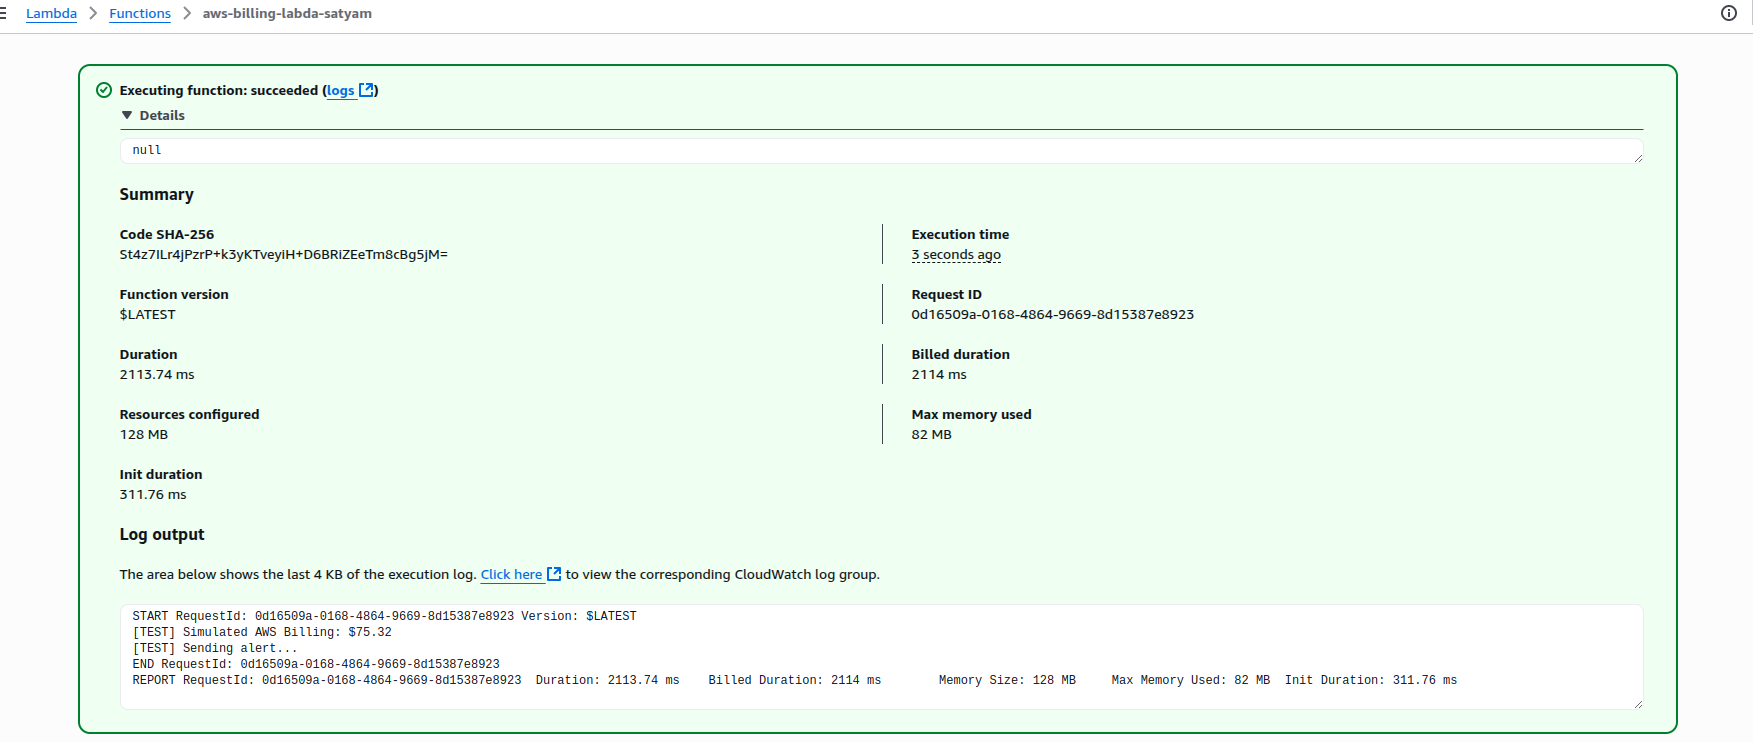 Lambda > Functions > aws-billing-labda-satyam
Executing function: succeeded (logs)
Details
null
Summary
Code SHA-256
St4z7ILr4jPzrP+k3yKTveyiH+D6BRiZEeTm8cBg5jM=
Execution time
3 seconds ago
Function version
$LATEST
Request ID
0d16509a-0168-4864-9669-8d15387e8923
Duration
2113.74 ms
Billed duration
2114 ms
Resources configured
128 MB
Max memory used
82 MB
Init duration
311.76 ms
Log output
The area below shows the last 4 KB of the execution log. Click here to view the corresponding CloudWatch log group.
START RequestId: 0d16509a-0168-4864-9669-8d15387e8923 Version: $LATEST
[TEST] Simulated AWS Billing: $75.32
[TEST] Sending alert...
END RequestId: 0d16509a-0168-4864-9669-8d15387e8923
REPORT RequestId: 0d16509a-0168-4864-9669-8d15387e8923 Duration: 2113.74 ms Billed Duration: 2114 ms Memory Size: 128 MB Max Memory Used: 82 MB Init Duration: 311.76 ms